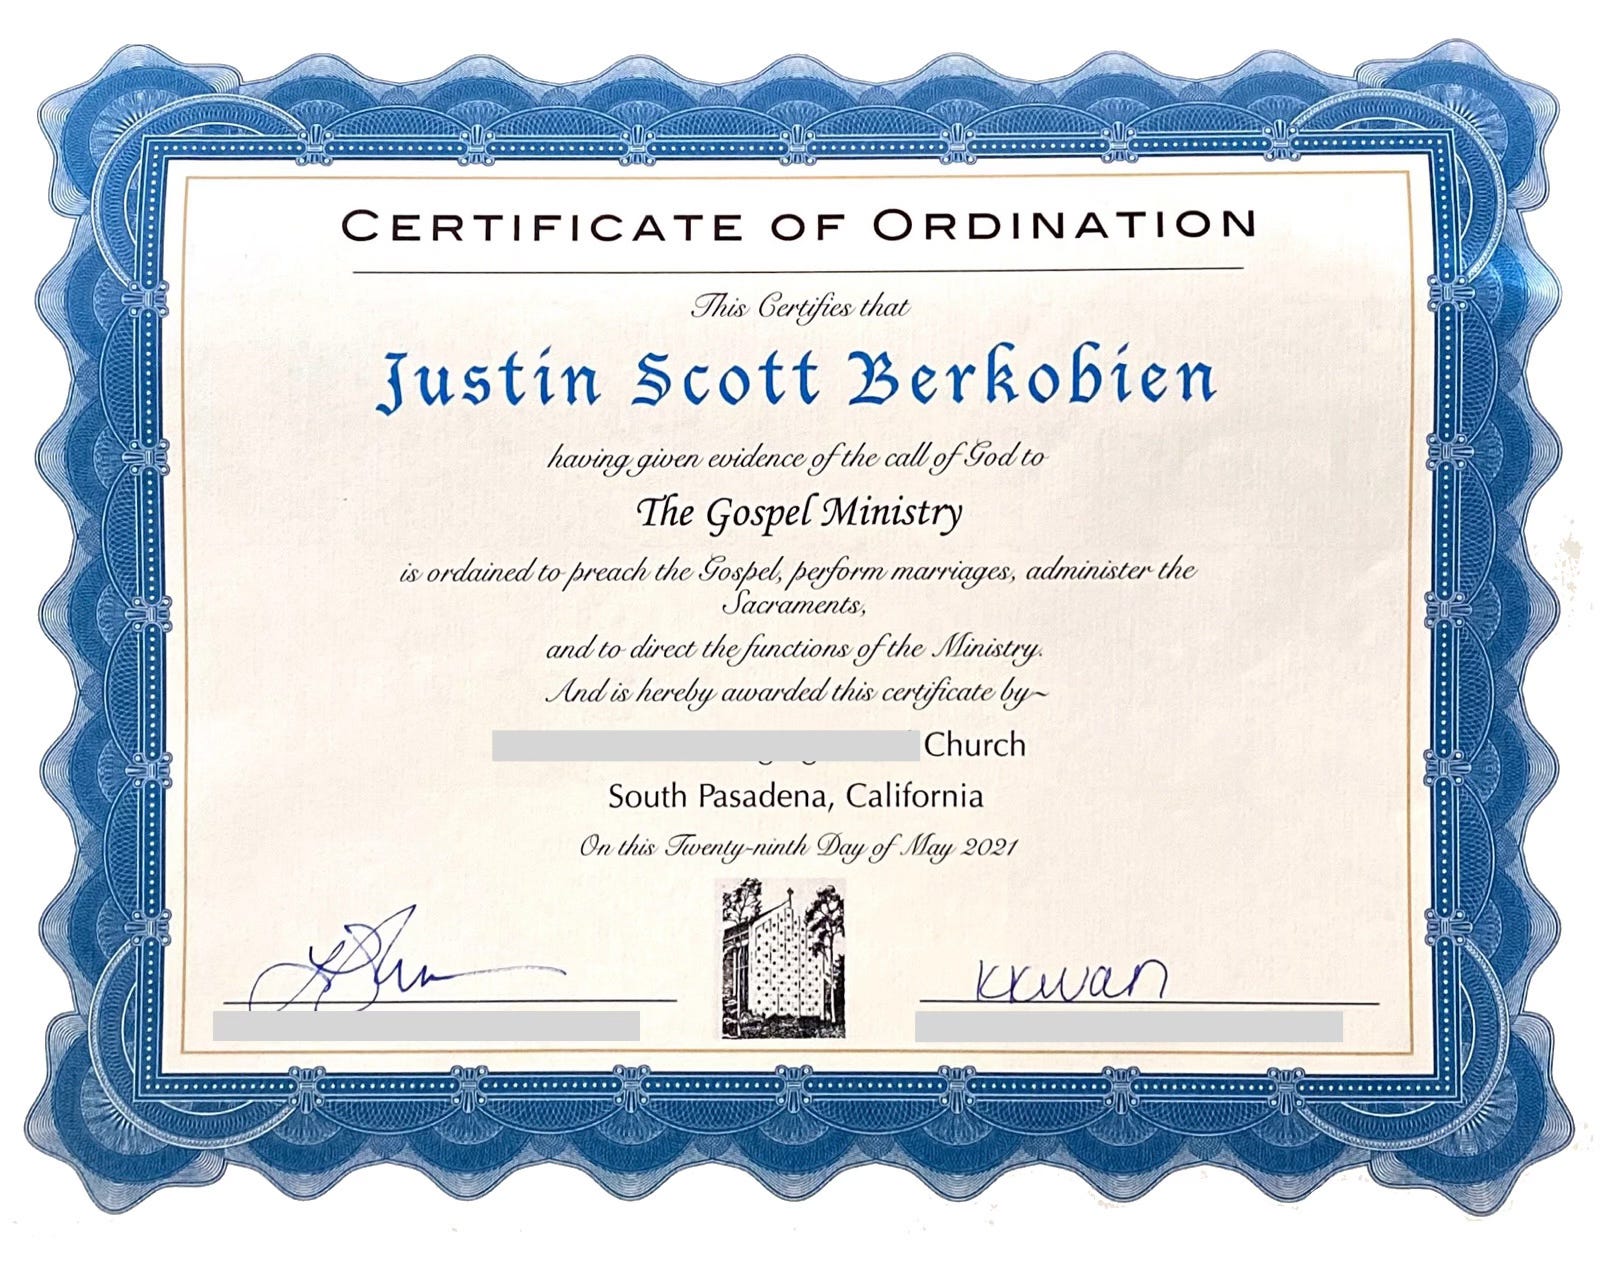 CERTIFICATE OF ORDINATION
This Certifies that
Justin Scott Berkobien
having given evidence of the call of God to
The Gospel Ministry
is ordained to preach the Gospel, perform marriages, administer the
Sacraments,
and to direct the functions of the Ministry.
And is hereby awarded this certificate by~
Church
South Pasadena, California
On this Twenty-ninth Day of May 2021
KKwan